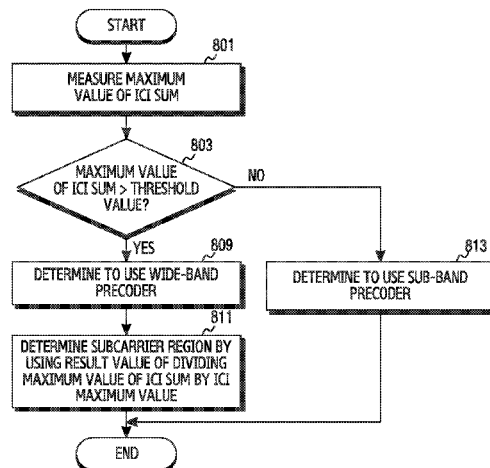 START
801
MEASURE MAXIMUM
VALUE OF ICI SUM
803
MAXIMUM VALUE
OF ICI SUM > THRESHOLD
VALUE?
NO
YES
809
DETERMINE TO USE WIDE-BAND
PRECODER
813
DETERMINE TO USE SUB-BAND
PRECODER
811
DETERMINE SUBCARRIER REGION BY
USING RESULT VALUE OF DIVIDING
MAXIMUM VALUE OF ICI SUM BY ICI
MAXIMUM VALUE
END